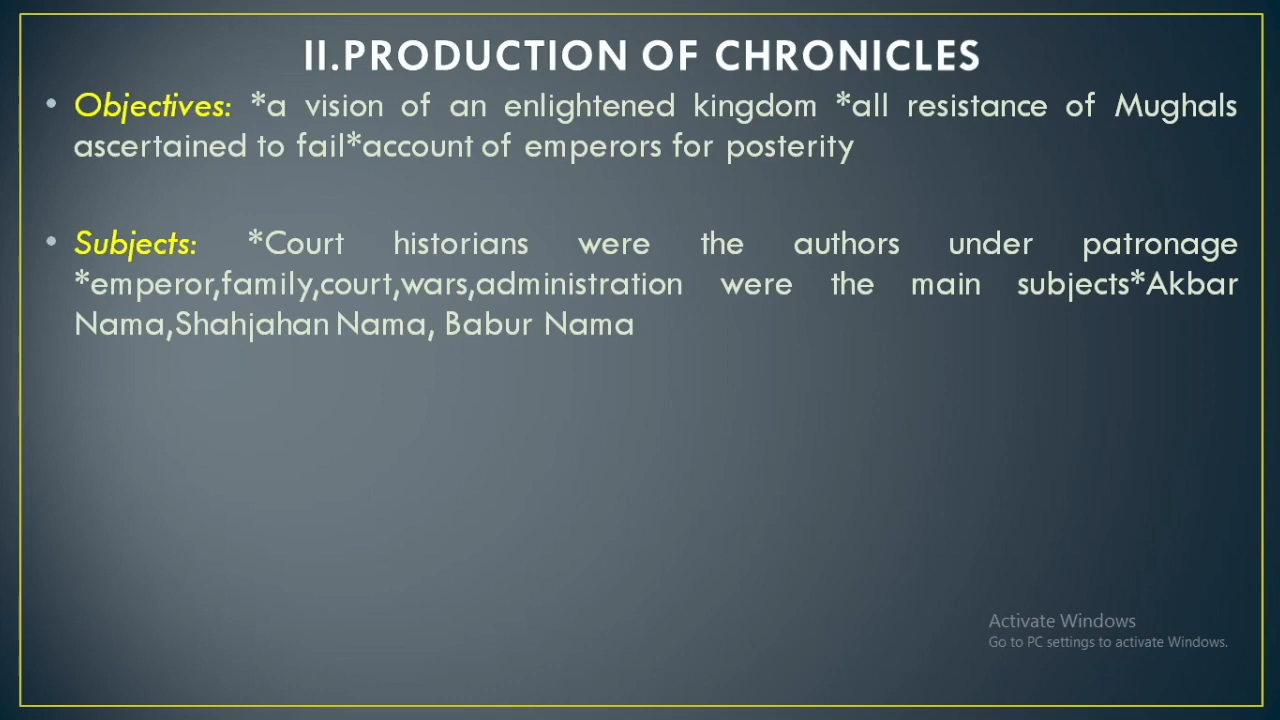 II.PRODUCTION OF CHRONICLES
• Objectives: *a vision of an enlightened kingdom *all resistance of Mughals
ascertained to fail*account of emperors for posterity
• Subjects: *Court historians were the authors under patronage
*emperor,family,court,wars,administration were the main subjects*Akbar
Nama,Shahjahan Nama, Babur Nama
Activate Windows
Go to PC settings to activate Windows.